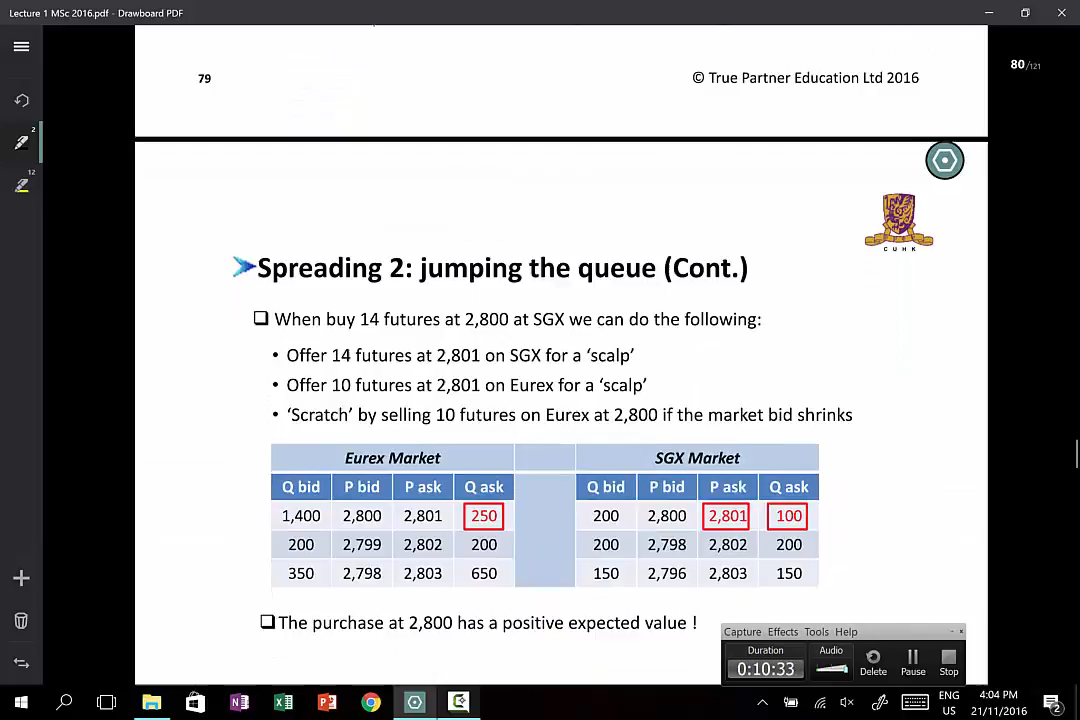 Lecture 1 MSc 2016.pdf - Drawboard PDF
79
© True Partner Education Ltd 2016
80/121
2
12
CUHK
Spreading 2: jumping the queue (Cont.)
When buy 14 futures at 2,800 at SGX we can do the following:
• Offer 14 futures at 2,801 on SGX for a ‘scalp’
• Offer 10 futures at 2,801 on Eurex for a ‘scalp’
• ‘Scratch’ by selling 10 futures on Eurex at 2,800 if the market bid shrinks
Eurex Market SGX Market
Q bid P bid P ask Q ask Q bid P bid P ask Q ask
1,400 2,800 2,801 250 200 2,800 2,801 100
200 2,799 2,802 200 200 2,798 2,802 200
350 2,798 2,803 650 150 2,796 2,803 150
The purchase at 2,800 has a positive expected value !
Capture Effects Tools Help
Duration Audio
0:10:33 Delete Pause Stop
ENG 4:04 PM
US 21/11/2016 2